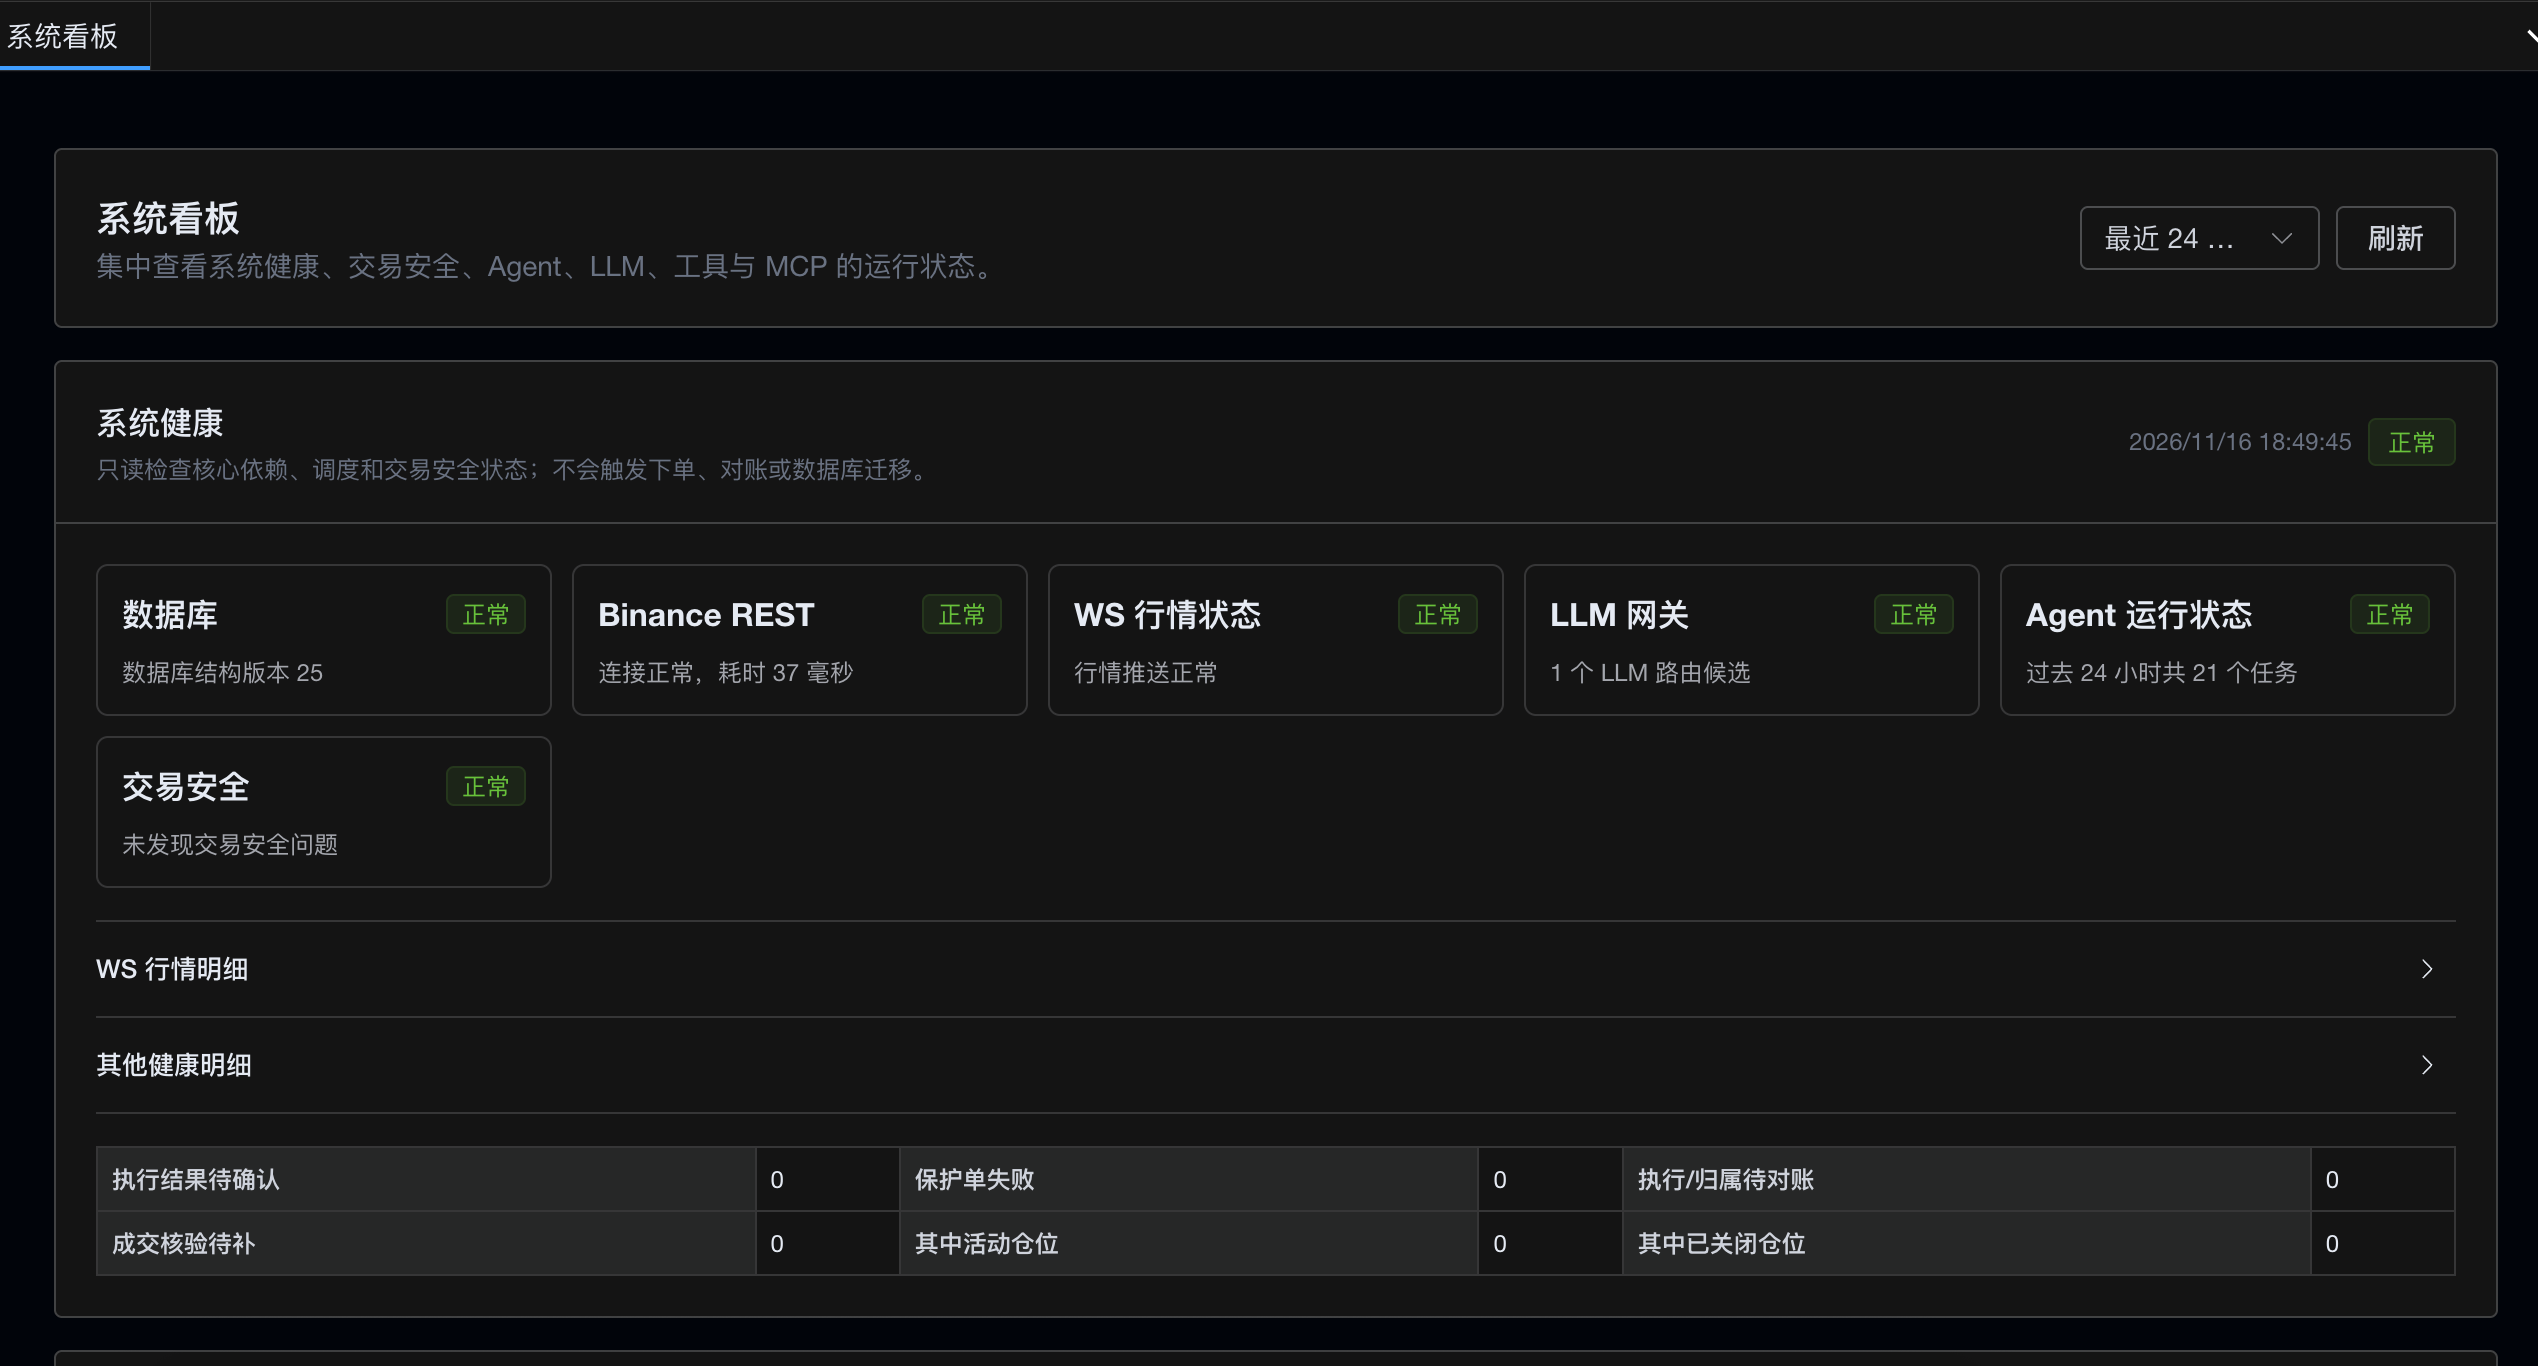 系统看板
系统看板
集中查看系统健康、交易安全、Agent、LLM、工具与 MCP 的运行状态。
最近 24 ...
刷新
系统健康
只读检查核心依赖、调度和交易安全状态；不会触发下单、对账或数据库迁移。
2026/11/16 18:49:45
正常
数据库
正常
数据库结构版本 25
Binance REST
正常
连接正常，耗时 37 毫秒
WS 行情状态
正常
行情推送正常
LLM 网关
正常
1 个 LLM 路由候选
Agent 运行状态
正常
过去 24 小时共 21 个任务
交易安全
正常
未发现交易安全问题
WS 行情明细
其他健康明细
执行结果待确认 0 保护单失败 0 执行/归属待对账 0
成交核验待补 0 其中活动仓位 0 其中已关闭仓位 0